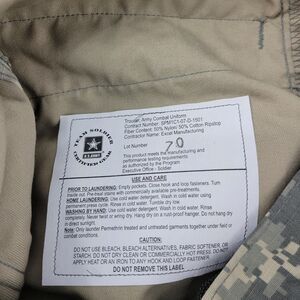 TEAM SOLDIER
CERTIFIED GEAR
U.S. ARMY
Trouser, Army Combat Uniform
Contract Number: SPM1C1-07-D-1501
Fiber Content: 50% Nylon/ 50% Cotton Ripstop
Contractor Name: Excel Manufacturing
Lot Number 70
This product meets the manufacturing and
performance testing requirements
as authorized by the Program
Executive Office - Soldier
USE AND CARE
PRIOR TO LAUNDERING: Empty pockets. Close hook and loop fasteners. Turn
inside out. Pre-treat stains with commercially available pre-treatments.
HOME LAUNDERING: Use cold water detergent. Wash in cold water using
permanent press cycle. Rinse in cold water. Tumble dry low.
WASHING BY HAND: Use cold water detergent. Wash in cold water. Rinse
completely. Never twist or wring dry. Hang dry on a rust-proof hanger. Do not hang dry
in direct sunlight.
Note: Only launder Permethrin treated and untreated garments together under field or
combat conditions.
CAUTION:
DO NOT USE BLEACH, BLEACH ALTERNATIVES, FABRIC SOFTENER, OR
STARCH. DO NOT DRY CLEAN OR COMMERCIALLY HOT PRESS. DO NOT
APPLY HEAT OR AN IRON TO ANY HOOK AND LOOP FASTENER.
DO NOT REMOVE THIS LABEL